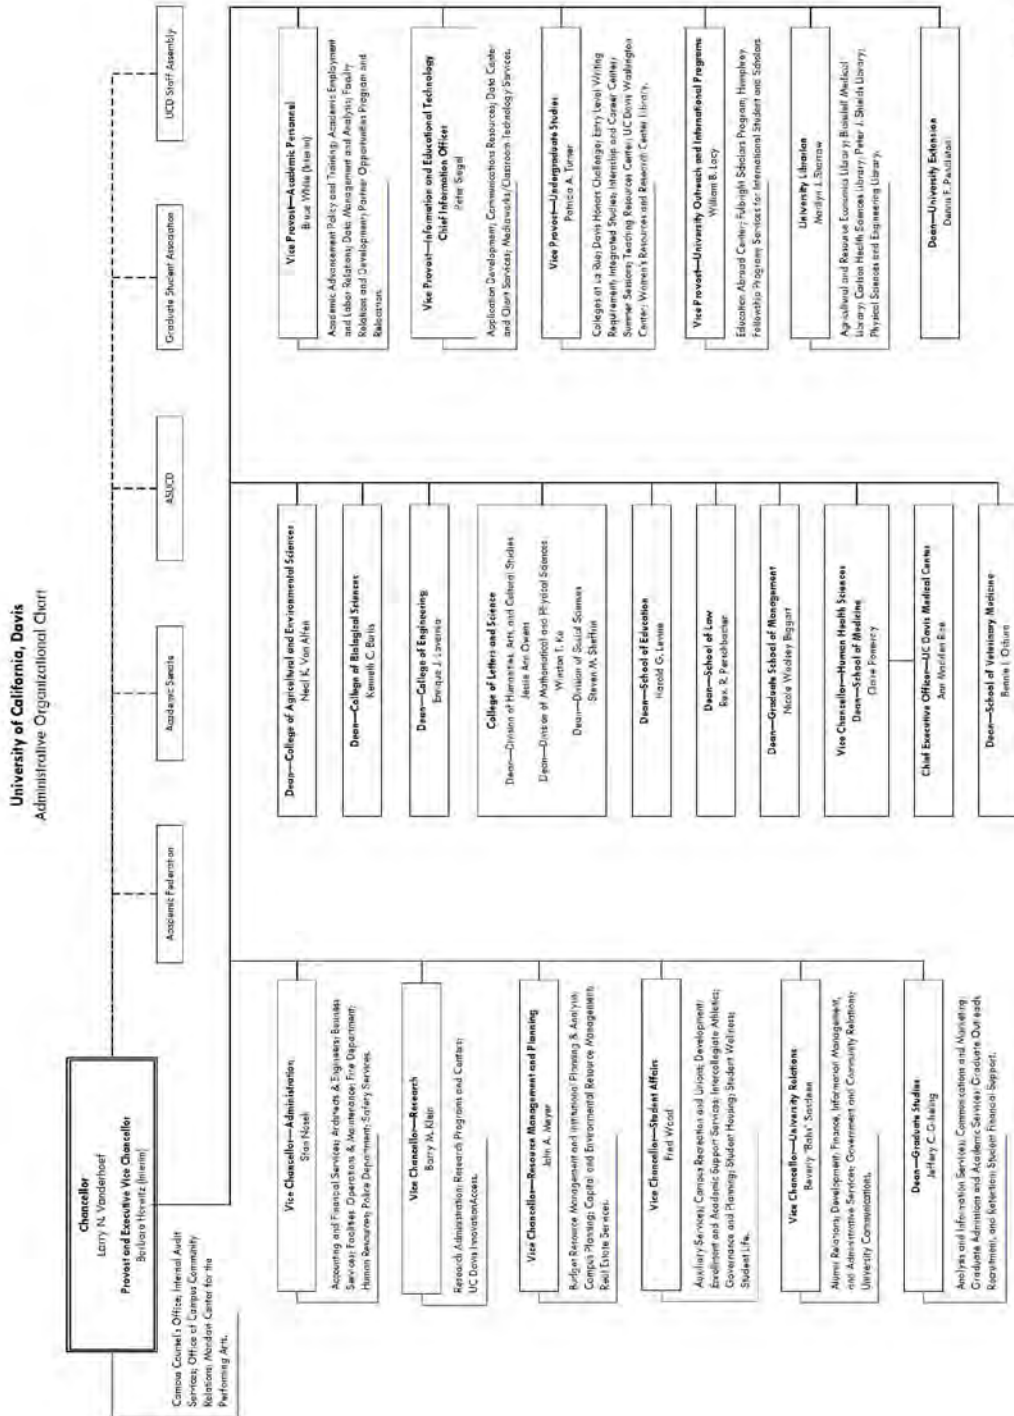 University of California, Davis
Administrative Organizational Chart
Chancellor
Larry N. Vanderhoef
Provost and Executive Vice Chancellor
Barbara Horwitz (Interim)
Campus Counsel's Office; Internal Audit
Services; Office of Campus Community
Relations; Mondavi Center for the
Performing Arts.
Academic Federation
Academic Senate
ASUCD
Graduate Student Association
UCD Staff Assembly
Vice Chancellor—Administration
Stan Nosek
Accounting and Financial Services; Architects & Engineers; Business
Services; Facilities: Operations & Maintenance; Fire Department;
Human Resources; Police Department; Safety Services.
Vice Chancellor—Research
Barry M. Klein
Research Administration; Research Programs and Centers;
UC Davis InnovationAccess.
Vice Chancellor—Resource Management and Planning
John A. Meyer
Budget Resource Management and Institutional Planning & Analysis;
Campus Planning; Capital and Environmental Resource Management;
Real Estate Services.
Vice Chancellor—Student Affairs
Fred Wood
Auxiliary Services; Campus Recreation and Unions; Development;
Enrollment and Academic Support Services; Intercollegiate Athletics;
Governance and Planning; Student Housing; Student Wellness;
Student Life.
Vice Chancellor—University Relations
Beverly "Babs" Sandeen
Alumni Relations; Development; Finance, Information Management,
and Administrative Services; Government and Community Relations;
University Communications.
Dean—Graduate Studies
Jeffery C. Gibeling
Analysis and Information Services; Communications and Marketing;
Graduate Admissions and Academic Services; Graduate Outreach,
Recruitment, and Retention; Student Financial Support.
Dean—College of Agricultural and Environmental Sciences
Neal K. Van Alfen
Dean—College of Biological Sciences
Kenneth C. Burtis
Dean—College of Engineering
Enrique J. Lavernia
College of Letters and Science
Dean—Division of Humanities, Arts, and Cultural Studies
Jessie Ann Owens
Dean—Division of Mathematical and Physical Sciences
Winston T. Ko
Dean—Division of Social Sciences
Steven M. Sheffrin
Dean—School of Education
Harold G. Levine
Dean—School of Law
Rex R. Perschbacher
Dean—Graduate School of Management
Nicole Woolsey Biggart
Vice Chancellor—Human Health Sciences
Dean—School of Medicine
Claire Pomeroy
Chief Executive Officer—UC Davis Medical Center
Ann Madden Rice
Dean—School of Veterinary Medicine
Bennie I. Osburn
Vice Provost—Academic Personnel
Bruce White (Interim)
Academic Advancement Policy and Training; Academic Employment
and Labor Relations; Data Management and Analysis; Faculty
Relations and Development; Partner Opportunities Program and
Relocation.
Vice Provost—Information and Educational Technology
Chief Information Officer
Peter Siegel
Application Development; Communications Resources; Data Center
and Client Services; Mediaworks/Classroom Technology Services.
Vice Provost—Undergraduate Studies
Patricia A. Turner
Colleges at La Rue; Davis Honors Challenge; Entry Level Writing
Requirement; Integrated Studies; Internship and Career Center;
Summer Sessions; Teaching Resources Center; UC Davis Washington
Center; Women's Resources and Research Center Library.
Vice Provost—University Outreach and International Programs
William B. Lacy
Education Abroad Center; Fulbright Scholars Program; Humphrey
Fellowship Program; Services for International Student and Scholars.
University Librarian
Marilyn J. Sharrow
Agricultural and Resource Economics Library; Blaisdell Medical
Library; Carlson Health Sciences Library; Peter J. Shields Library;
Physical Sciences and Engineering Library.
Dean—University Extension
Dennis F. Pendleton